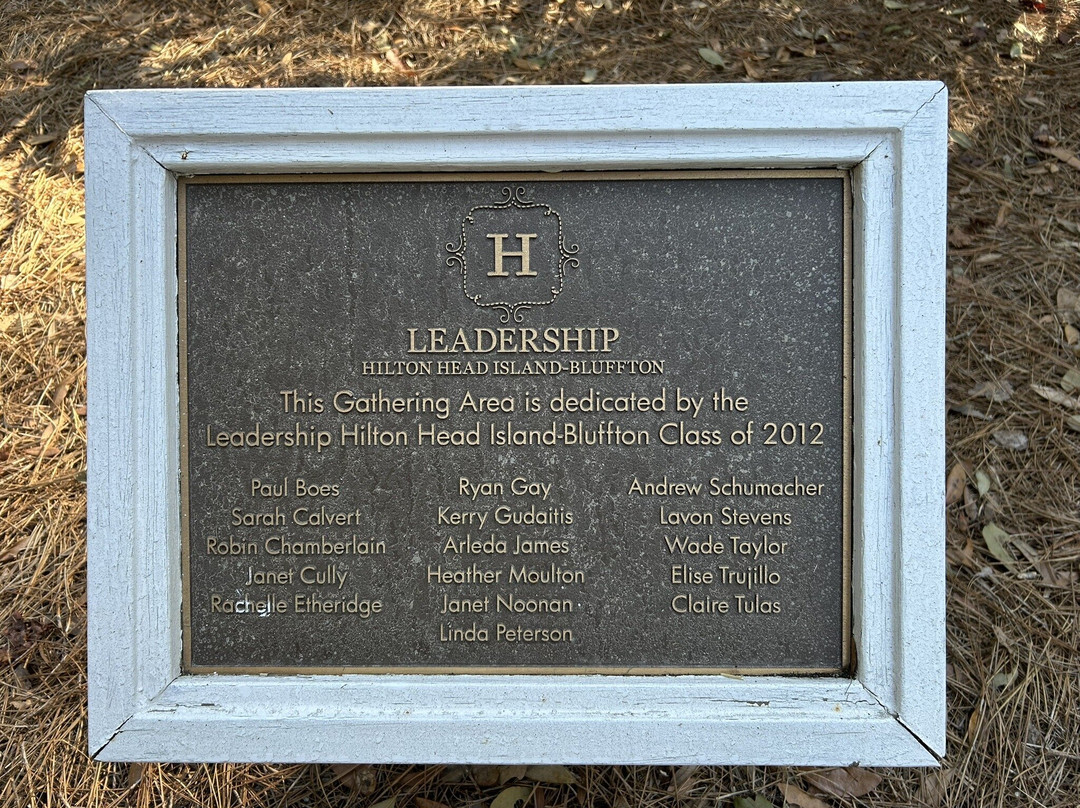 H
LEADERSHIP
HILTON HEAD ISLAND-BLUFFTON
This Gathering Area is dedicated by the
Leadership Hilton Head Island-Bluffton Class of 2012
Paul Boes
Sarah Calvert
Robin Chamberlain
Janet Cully
Rachelle Etheridge
Ryan Gay
Kerry Gudaitis
Arleda James
Heather Moulton
Janet Noonan
Linda Peterson
Andrew Schumacher
Lavon Stevens
Wade Taylor
Elise Trujillo
Claire Tulas